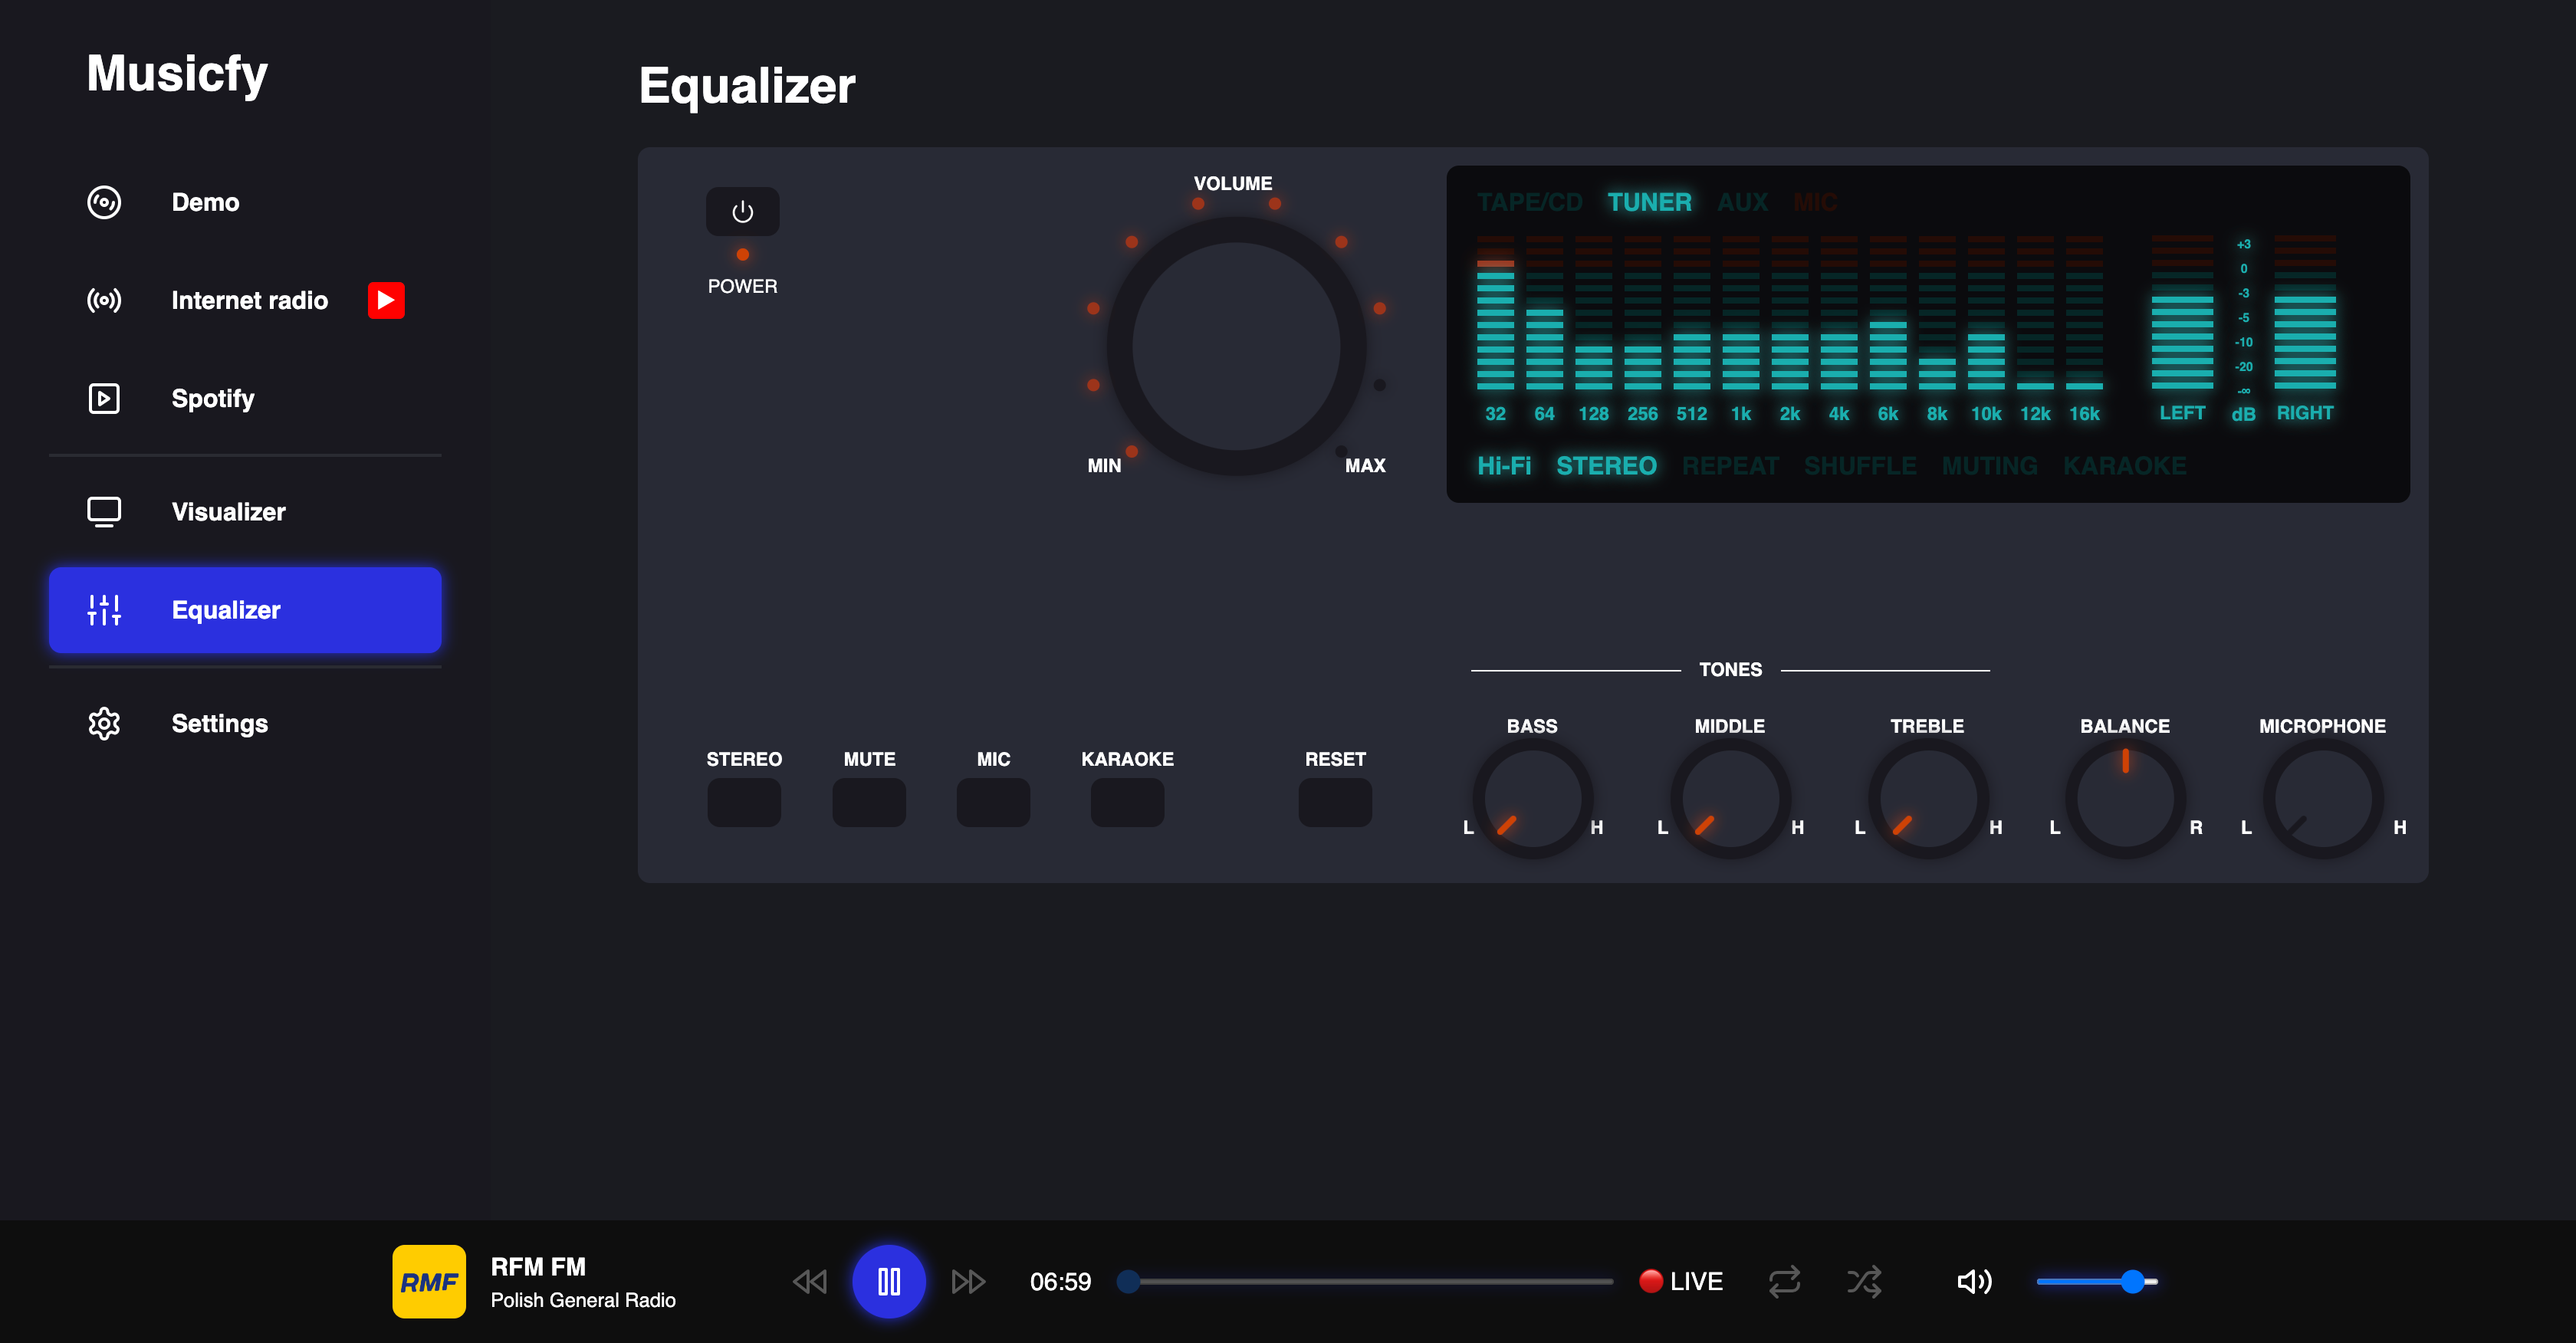 Musicfy
Demo
Internet radio
Spotify
Visualizer
Equalizer
Settings
Equalizer
POWER
VOLUME
MIN
MAX
TAPE/CD TUNER AUX MIC
+3
0
-3
-5
-10
-20
-∞
32 64 128 256 512 1k 2k 4k 6k 8k 10k 12k 16k LEFT dB RIGHT
Hi-Fi STEREO REPEAT SHUFFLE MUTING KARAOKE
TONES
BASS MIDDLE TREBLE BALANCE MICROPHONE
L H L H L H L R L H
STEREO MUTE MIC KARAOKE RESET
RMF
RFM FM
Polish General Radio
06:59
LIVE